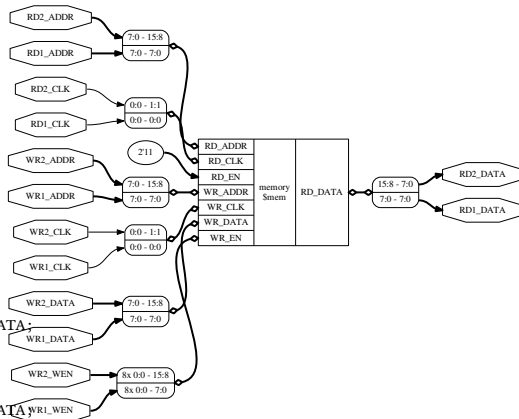 RD2_ADDR
7:0 - 15:8
RD1_ADDR
7:0 - 7:0
RD2_CLK
0:0 - 1:1
RD1_CLK
0:0 - 0:0
2'11
WR2_ADDR
7:0 - 15:8
WR1_ADDR
7:0 - 7:0
WR2_CLK
0:0 - 1:1
WR1_CLK
0:0 - 0:0
WR2_DATA
7:0 - 15:8
ATA;
WR1_DATA
7:0 - 7:0
WR2_WEN
8x 0:0 - 15:8
WR1_WEN
8x 0:0 - 7:0
ATA;
RD_ADDR
RD_CLK
RD_EN
WR_ADDR
WR_CLK
WR_DATA
WR_EN
memory
$mem
RD_DATA
15:8 - 7:0
7:0 - 7:0
RD2_DATA
RD1_DATA